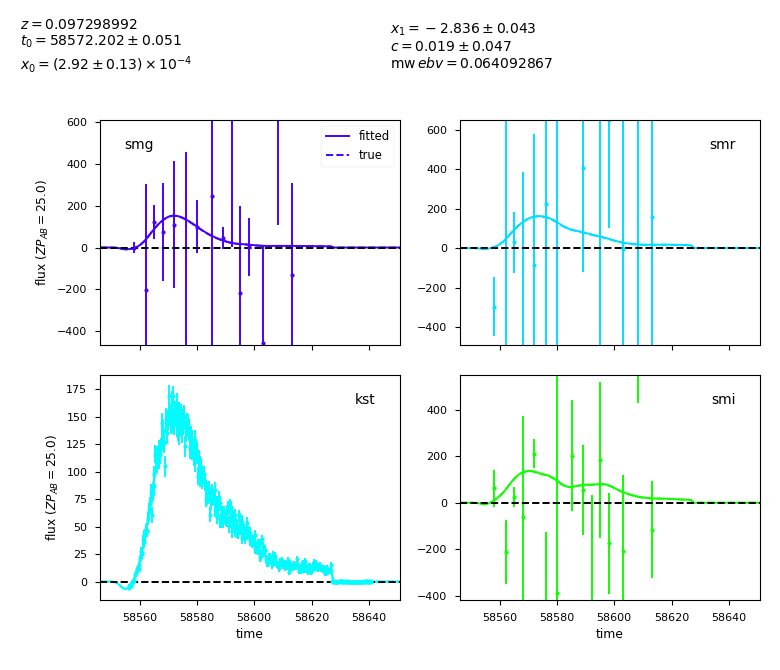 z = 0.097298992
t₀ = 58572.202 ± 0.051
x₀ = (2.92 ± 0.13) × 10⁻⁴
x₁ = −2.836 ± 0.043
c = 0.019 ± 0.047
mw ebv = 0.064092867
smg
fitted
true
600
400
200
0
−200
−400
flux (ZP_AB = 25.0)
smr
600
400
200
0
−200
−400
kst
175
150
125
100
75
50
25
0
flux (ZP_AB = 25.0)
58560 58580 58600 58620 58640
time
smi
400
200
0
−200
−400
58560 58580 58600 58620 58640
time